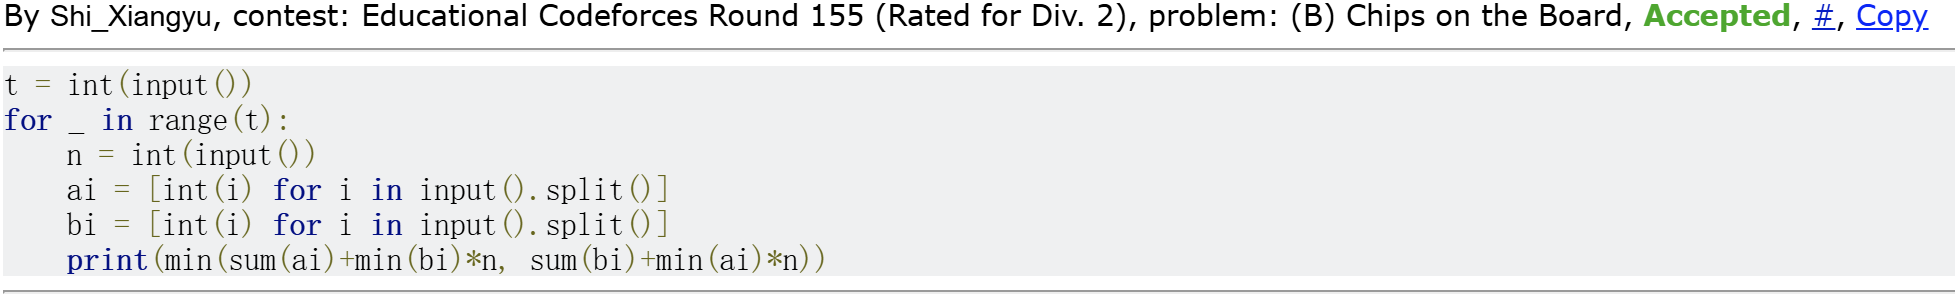 By Shi_Xiangyu, contest: Educational Codeforces Round 155 (Rated for Div. 2), problem: (B) Chips on the Board, Accepted, #, Copy
t = int(input())
for _ in range(t):
    n = int(input())
    ai = [int(i) for i in input().split()]
    bi = [int(i) for i in input().split()]
    print(min(sum(ai)+min(bi)*n, sum(bi)+min(ai)*n))